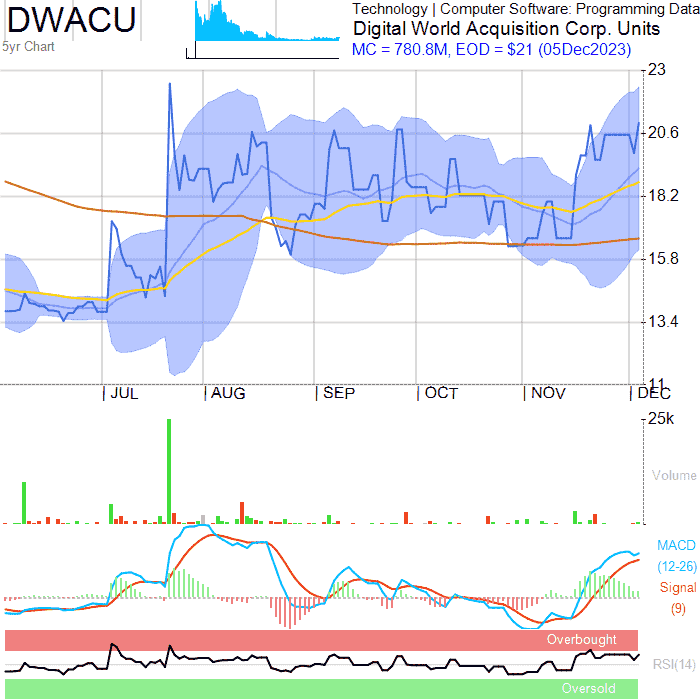 DWACU
5yr Chart
Technology | Computer Software: Programming Data
Digital World Acquisition Corp. Units
MC = 780.8M, EOD = $21 (05Dec2023)
23
20.6
18.2
15.8
13.4
11
JUL
AUG
SEP
OCT
NOV
DEC
25k
Volume
MACD
(12-26)
Signal
(9)
Overbought
RSI(14)
Oversold